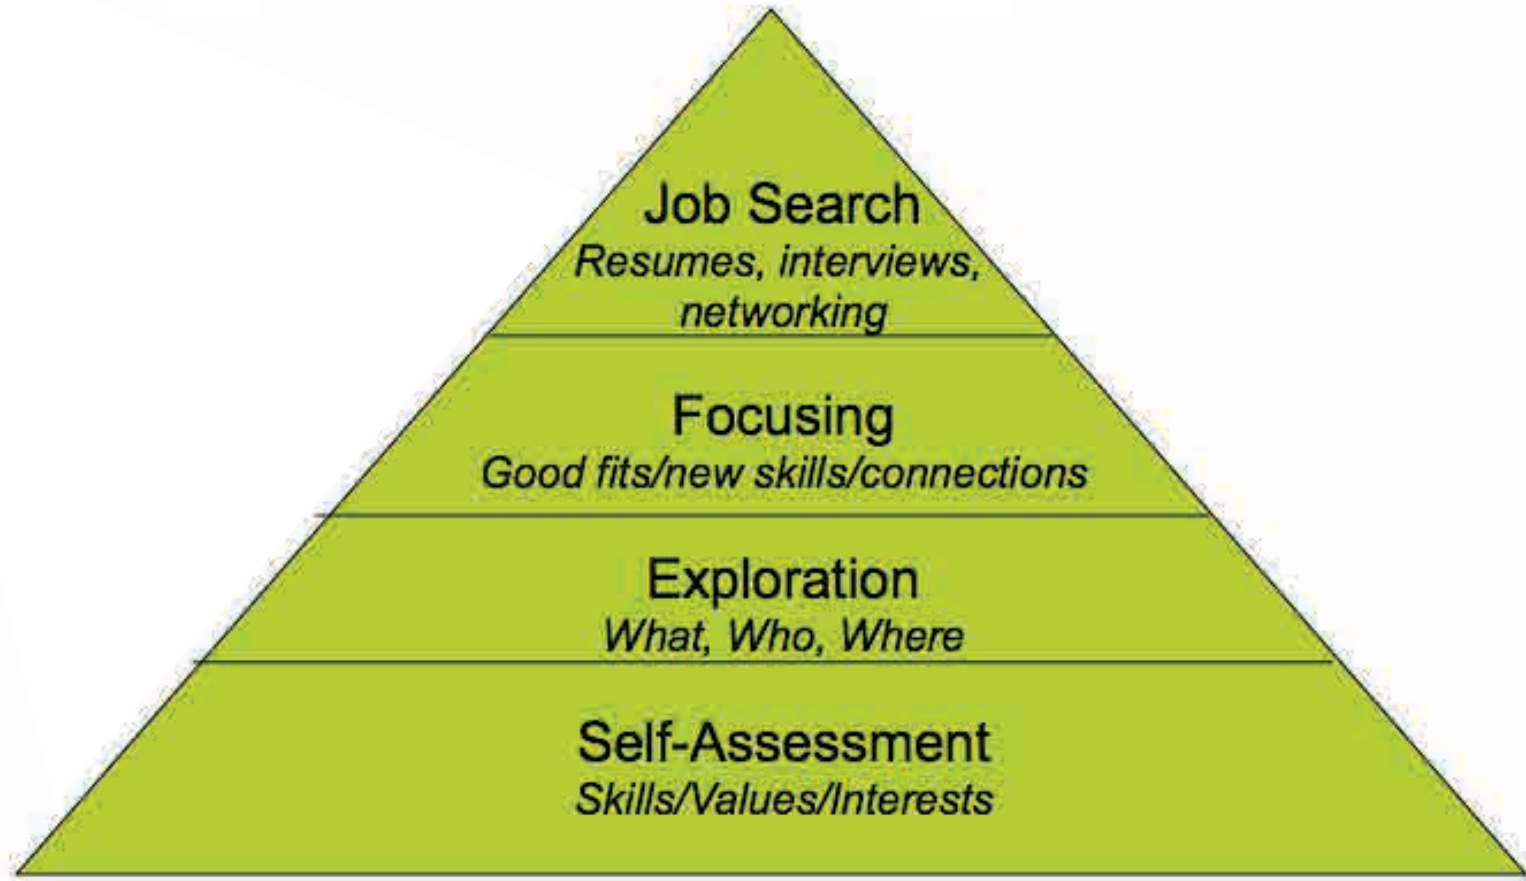 Job Search
Resumes, interviews,
networking
Focusing
Good fits/new skills/connections
Exploration
What, Who, Where
Self-Assessment
Skills/Values/Interests